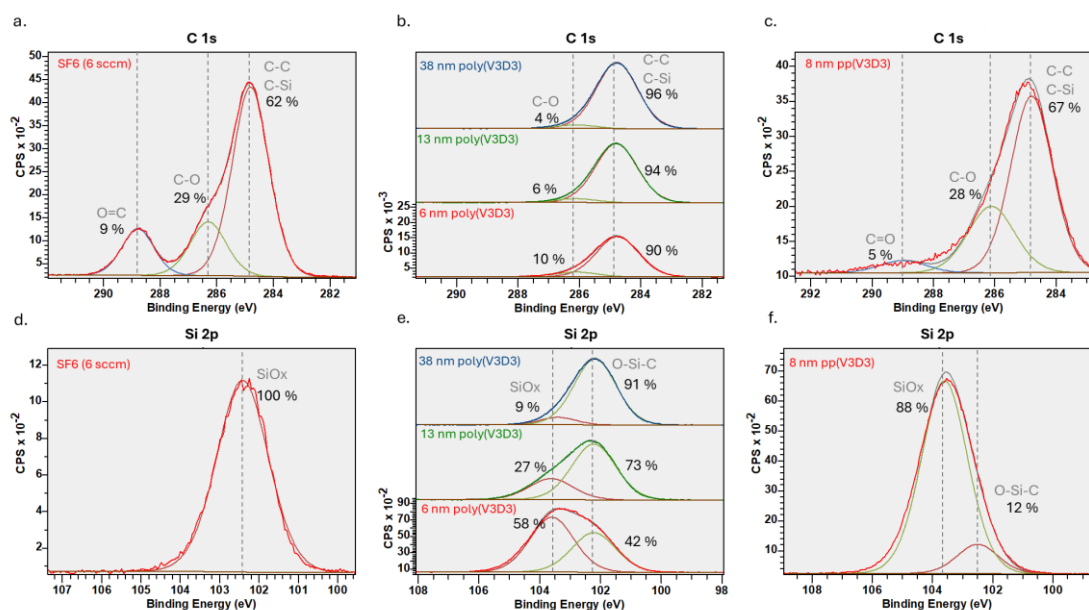 a.
C 1s
SF6 (6 sccm)
C-C
C-Si
62 %
C-O
29 %
O=C
9 %
CPS x 10⁻²
50
45
40
35
30
25
20
15
10
5
290 288 286 284 282
Binding Energy (eV)
b.
C 1s
38 nm poly(V3D3)
C-C
C-Si
96 %
C-O
4 %
13 nm poly(V3D3)
94 %
6 %
6 nm poly(V3D3)
90 %
10 %
CPS x 10⁻³
25
20
15
10
5
290 288 286 284 282
Binding Energy (eV)
c.
C 1s
8 nm pp(V3D3)
C-C
C-Si
67 %
C-O
28 %
C=O
5 %
CPS x 10⁻²
40
35
30
25
20
15
10
292 290 288 286 284
Binding Energy (eV)
d.
Si 2p
SF6 (6 sccm)
SiOx
100 %
CPS x 10⁻²
12
10
8
6
4
2
107 106 105 104 103 102 101 100
Binding Energy (eV)
e.
Si 2p
38 nm poly(V3D3)
O-Si-C
91 %
SiOx
9 %
13 nm poly(V3D3)
27 %
73 %
6 nm poly(V3D3)
58 %
42 %
CPS x 10⁻²
90
70
50
30
10
108 106 104 102 100 98
Binding Energy (eV)
f.
Si 2p
8 nm pp(V3D3)
SiOx
88 %
O-Si-C
12 %
CPS x 10⁻²
70
60
50
40
30
20
10
108 106 104 102 100
Binding Energy (eV)